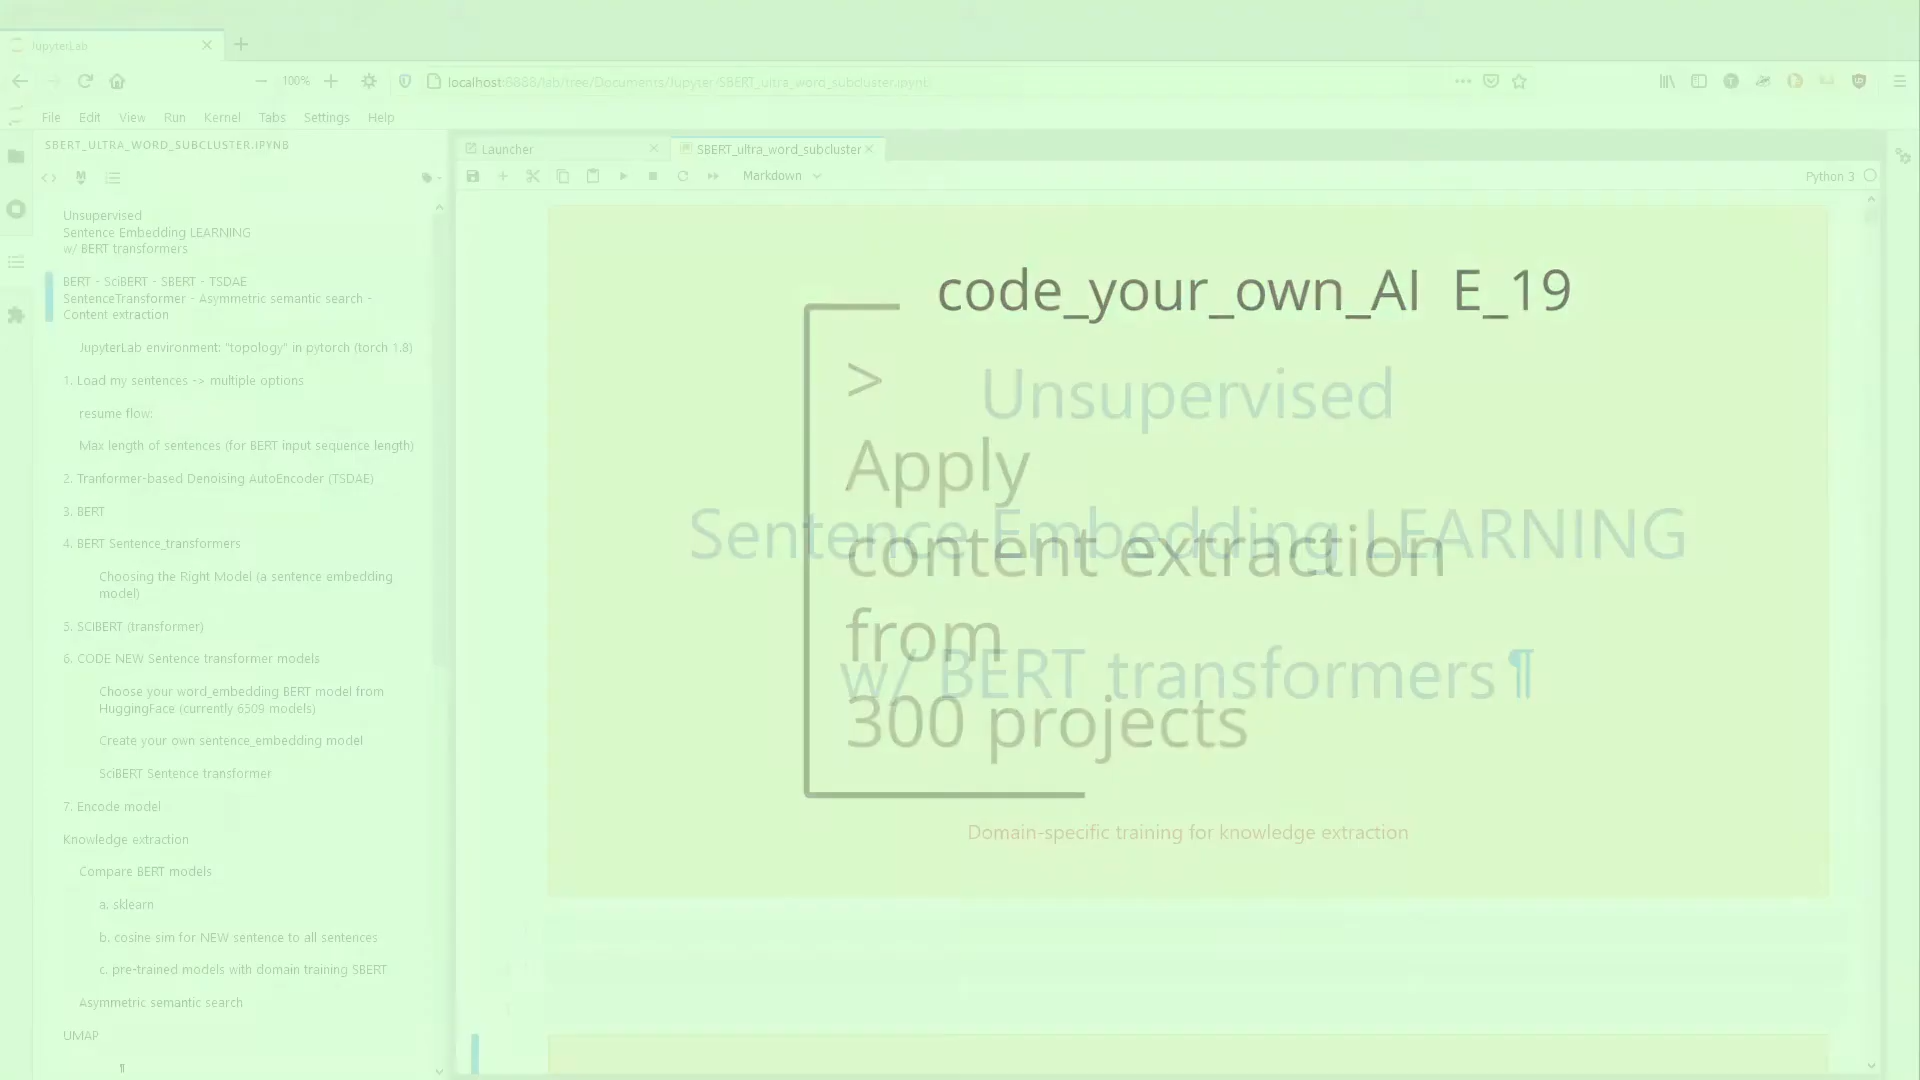 JupyterLab
100%
localhost:8888/lab/tree/Documents/Jupyter/SBERT_ultra_word_subcluster.ipynb
File Edit View Run Kernel Tabs Settings Help
SBERT_ULTRA_WORD_SUBCLUSTER.IPYNB
Launcher
SBERT_ultra_word_subcluster
Markdown
Python 3
Unsupervised
Sentence Embedding LEARNING
w/ BERT transformers
BERT - SciBERT - SBERT - TSDAE
SentenceTransformer - Asymmetric semantic search -
Content extraction
JupyterLab environment: "topology" in pytorch (torch 1.8)
1. Load my sentences -> multiple options
resume flow:
Max length of sentences (for BERT input sequence length)
2. Tranformer-based Denoising AutoEncoder (TSDAE)
3. BERT
4. BERT Sentence_transformers
Choosing the Right Model (a sentence embedding
model)
5. SCIBERT (transformer)
6. CODE NEW Sentence transformer models
Choose your word_embedding BERT model from
HuggingFace (currently 6509 models)
Create your own sentence_embedding model
SciBERT Sentence transformer
7. Encode model
Knowledge extraction
Compare BERT models
a. sklearn
b. cosine sim for NEW sentence to all sentences
c. pre-trained models with domain training SBERT
Asymmetric semantic search
UMAP
¶
code_your_own_AI E_19
>
Apply
content extraction
from
300 projects
Unsupervised
Sentence Embedding LEARNING
w/ BERT transformers¶
Domain-specific training for knowledge extraction